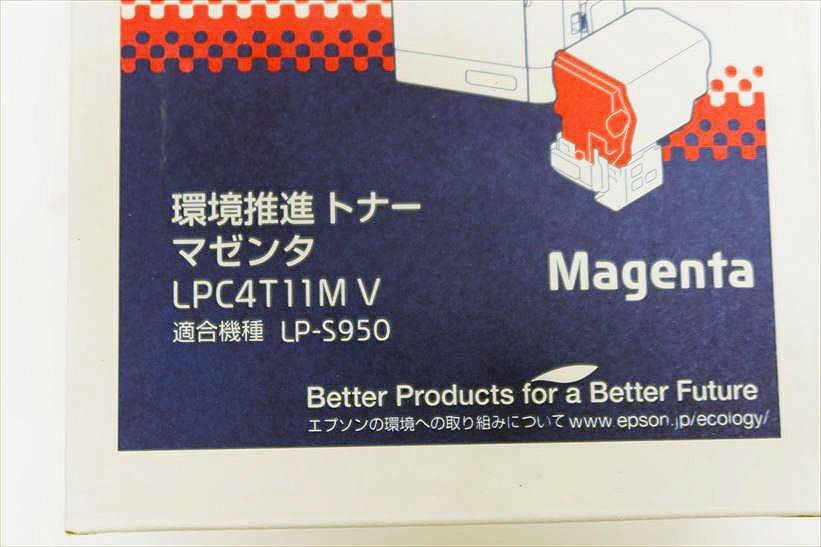 環境推進 トナー
マゼンタ
LPC4T11M V
適合機種 LP-S950
Magenta
Better Products for a Better Future
エプソンの環境への取り組みについて www.epson.jp/ecology/